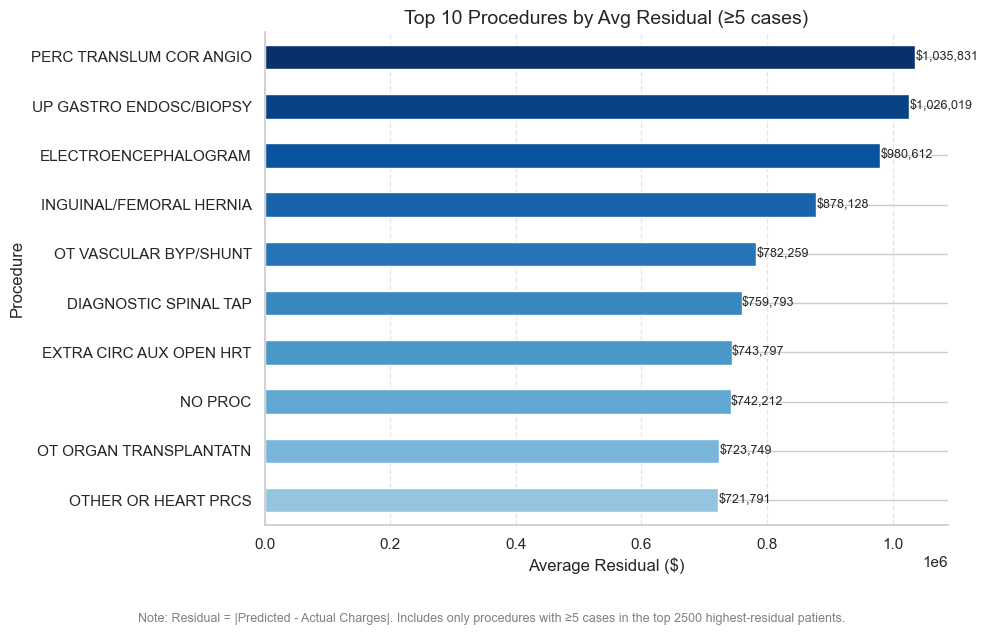 Top 10 Procedures by Avg Residual (≥5 cases)
Procedure
PERC TRANSLUM COR ANGIO $1,035,831
UP GASTRO ENDOSC/BIOPSY $1,026,019
ELECTROENCEPHALOGRAM $980,612
INGUINAL/FEMORAL HERNIA $878,128
OT VASCULAR BYP/SHUNT $782,259
DIAGNOSTIC SPINAL TAP $759,793
EXTRA CIRC AUX OPEN HRT $743,797
NO PROC $742,212
OT ORGAN TRANSPLANTATN $723,749
OTHER OR HEART PRCS $721,791
0.0 0.2 0.4 0.6 0.8 1.0
1e6
Average Residual ($)
Note: Residual = |Predicted - Actual Charges|. Includes only procedures with ≥5 cases in the top 2500 highest-residual patients.